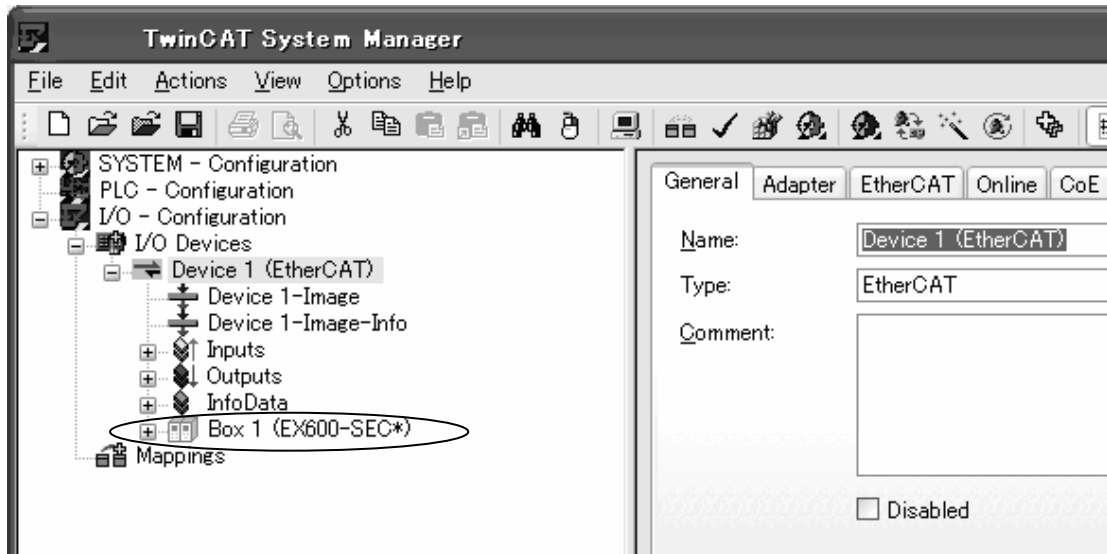 TwinCAT System Manager
File Edit Actions View Options Help
SYSTEM - Configuration
PLC - Configuration
I/O - Configuration
I/O Devices
Device 1 (EtherCAT)
Device 1-Image
Device 1-Image-Info
Inputs
Outputs
InfoData
Box 1 (EX600-SEC*)
Mappings
General Adapter EtherCAT Online CoE
Name: Device 1 (EtherCAT)
Type: EtherCAT
Comment:
Disabled